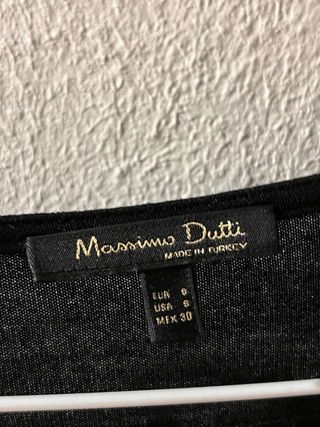 Massimo Dutti
MADE IN TURKEY
EUR S
USA S
MEX 30